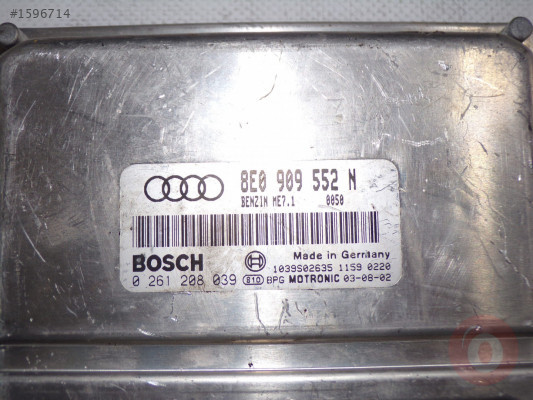 #1596714
8E0 909 552 N
BENZIN ME7.1 0050
BOSCH
Made in Germany
1039S02635 1159 0220
0 261 208 039 B10 BPG MOTRONIC 03-08-02